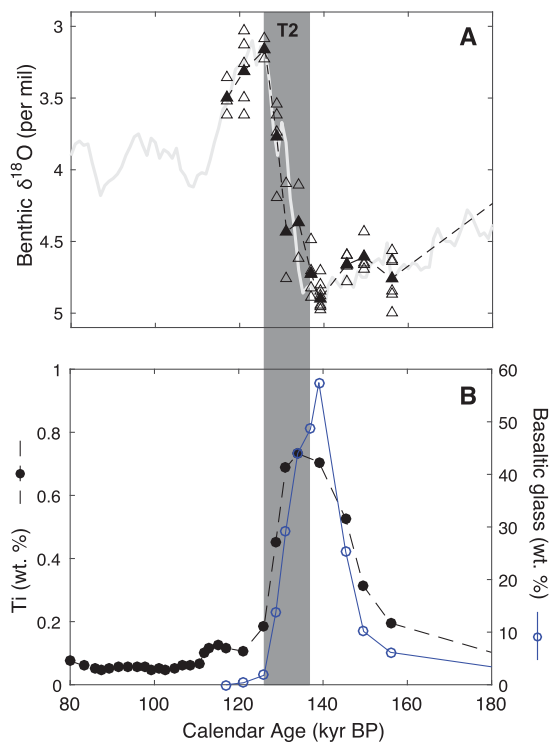 T2
A
3
3.5
4
4.5
5
Benthic δ18O (per mil)
B
1
0.8
0.6
0.4
0.2
0
Ti (wt. %)
60
50
40
30
20
10
0
Basaltic glass (wt. %)
80 100 120 140 160 180
Calendar Age (kyr BP)